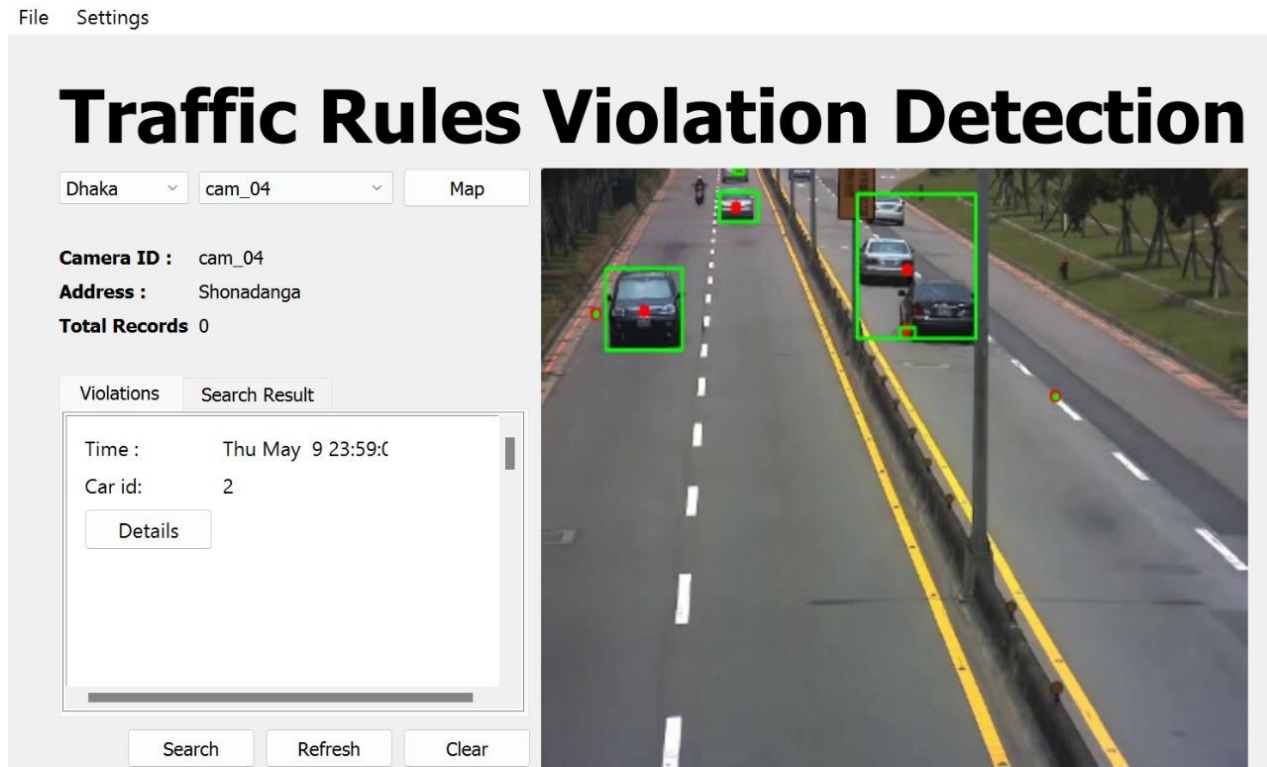 File Settings
Traffic Rules Violation Detection
Dhaka cam_04 Map
Camera ID : cam_04
Address : Shonadanga
Total Records 0
Violations Search Result
Time : Thu May 9 23:59:0
Car id: 2
Details
Search Refresh Clear